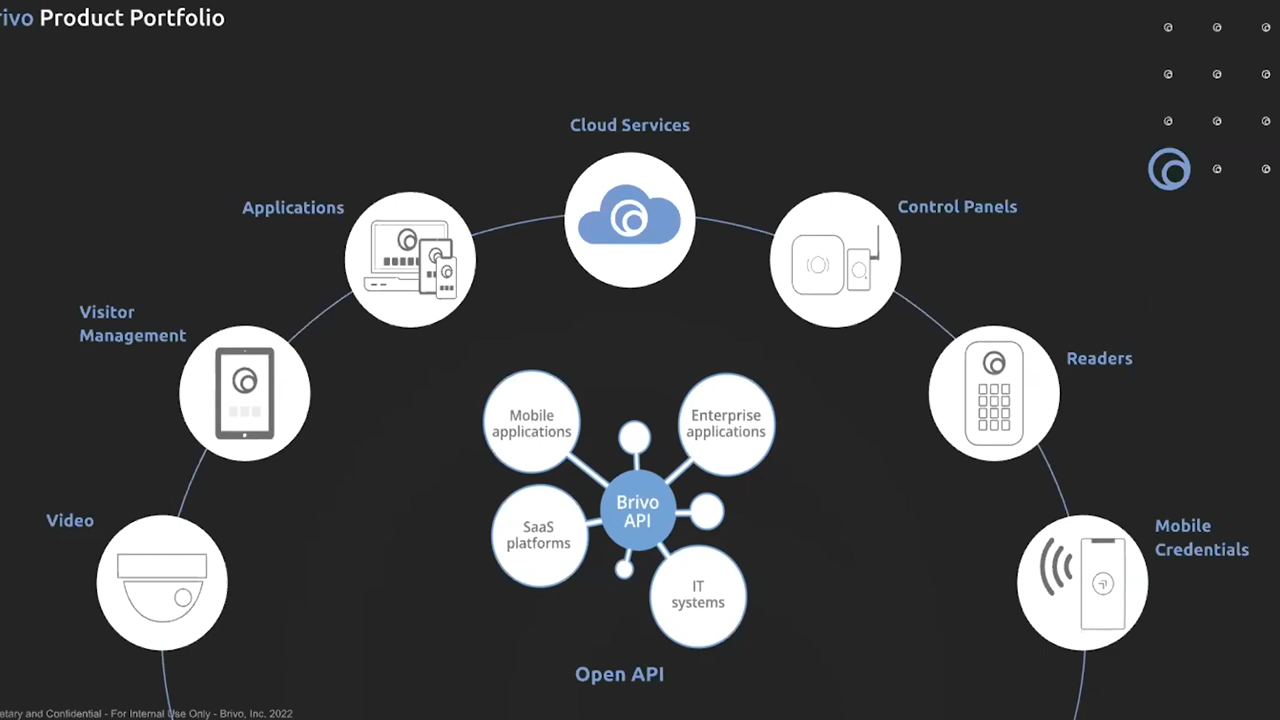 rivo Product Portfolio
Cloud Services
Applications
Control Panels
Visitor
Management
Readers
Mobile
applications
Enterprise
applications
Brivo
API
SaaS
platforms
IT
systems
Video
Mobile
Credentials
Open API
etary and Confidential - For Internal Use Only - Brivo, Inc. 2022